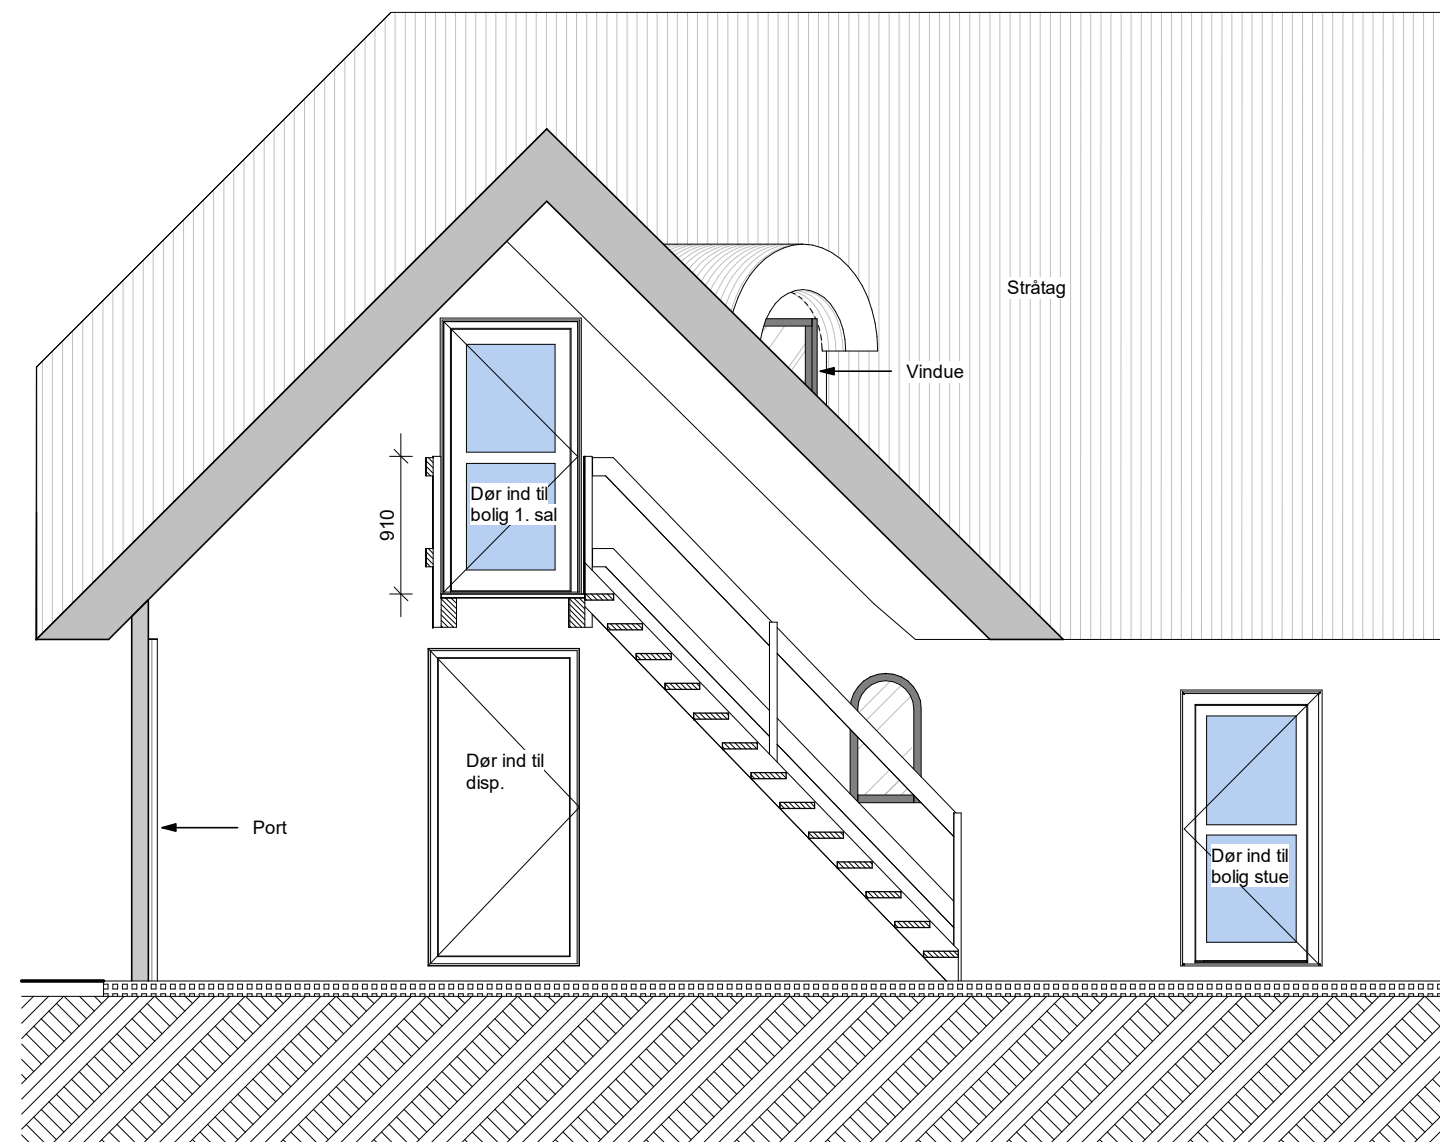 Stråtag
Vindue
910
Dør ind til
bolig 1. sal
Dør ind til
disp.
Port
Dør ind til
bolig stue